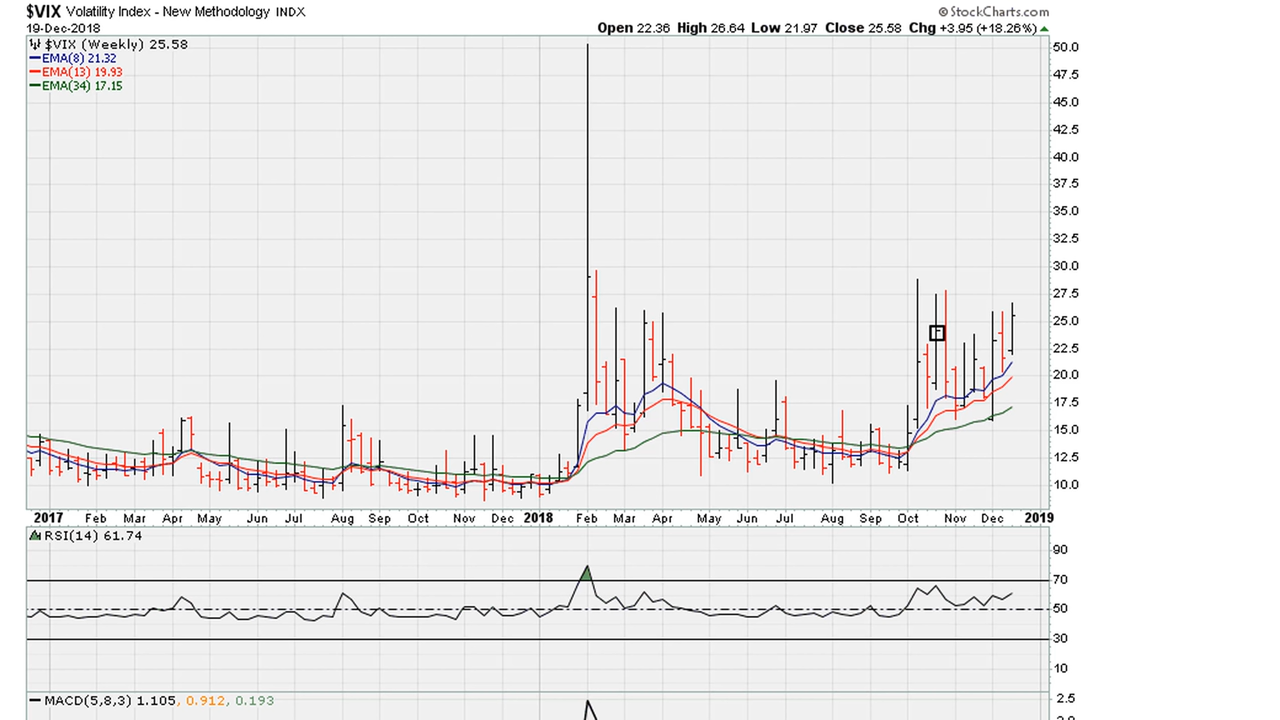 $VIX Volatility Index - New Methodology INDX
© StockCharts.com
19-Dec-2018
Open 22.36 High 26.64 Low 21.97 Close 25.58 Chg +3.95 (+18.26%)
$VIX (Weekly) 25.58
EMA(8) 21.32
EMA(13) 19.93
EMA(34) 17.15
50.0
47.5
45.0
42.5
40.0
37.5
35.0
32.5
30.0
27.5
25.0
22.5
20.0
17.5
15.0
12.5
10.0
2017 Feb Mar Apr May Jun Jul Aug Sep Oct Nov Dec 2018 Feb Mar Apr May Jun Jul Aug Sep Oct Nov Dec 2019
RSI(14) 61.74
90
70
50
30
10
MACD(5,8,3) 1.105, 0.912, 0.193
2.5